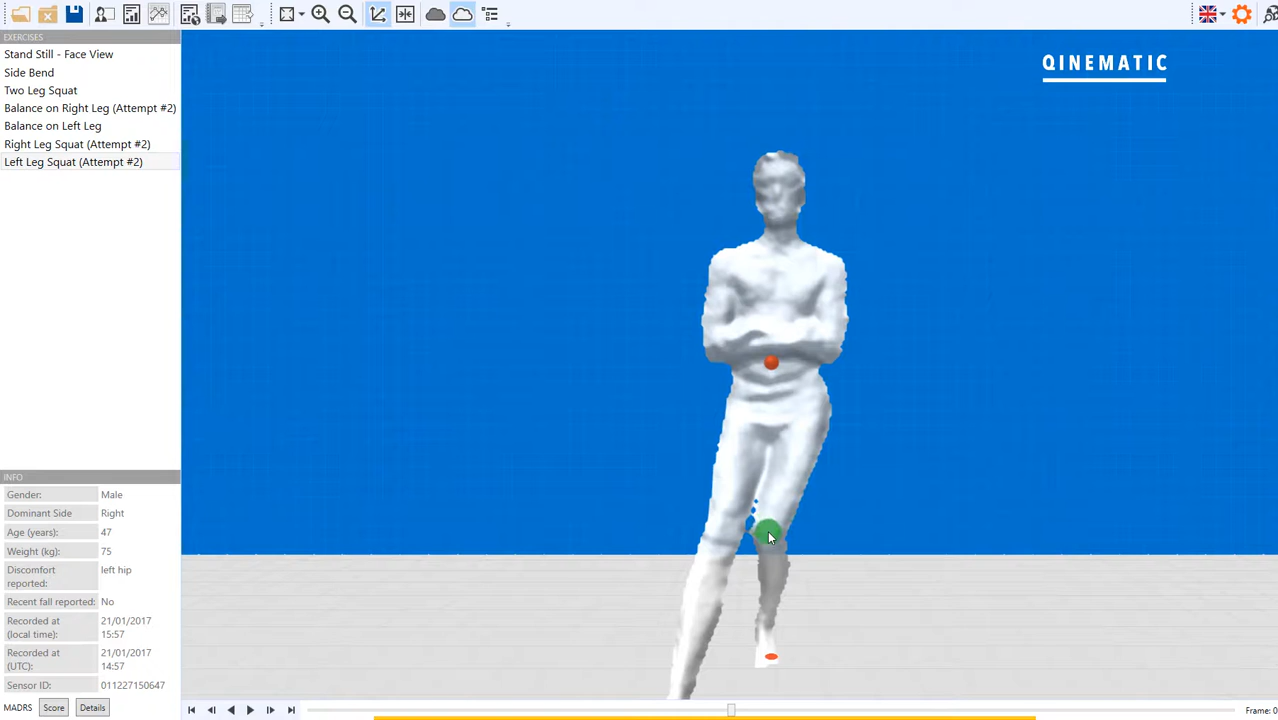 QINEMATIC
EXERCISES
Stand Still - Face View
Side Bend
Two Leg Squat
Balance on Right Leg (Attempt #2)
Balance on Left Leg
Right Leg Squat (Attempt #2)
Left Leg Squat (Attempt #2)
INFO
Gender: Male
Dominant Side Right
Age (years): 47
Weight (kg): 75
Discomfort reported: left hip
Recent fall reported: No
Recorded at (local time): 21/01/2017 15:57
Recorded at (UTC): 21/01/2017 14:57
Sensor ID: 011227150647
MADRS Score Details
Frame: 0